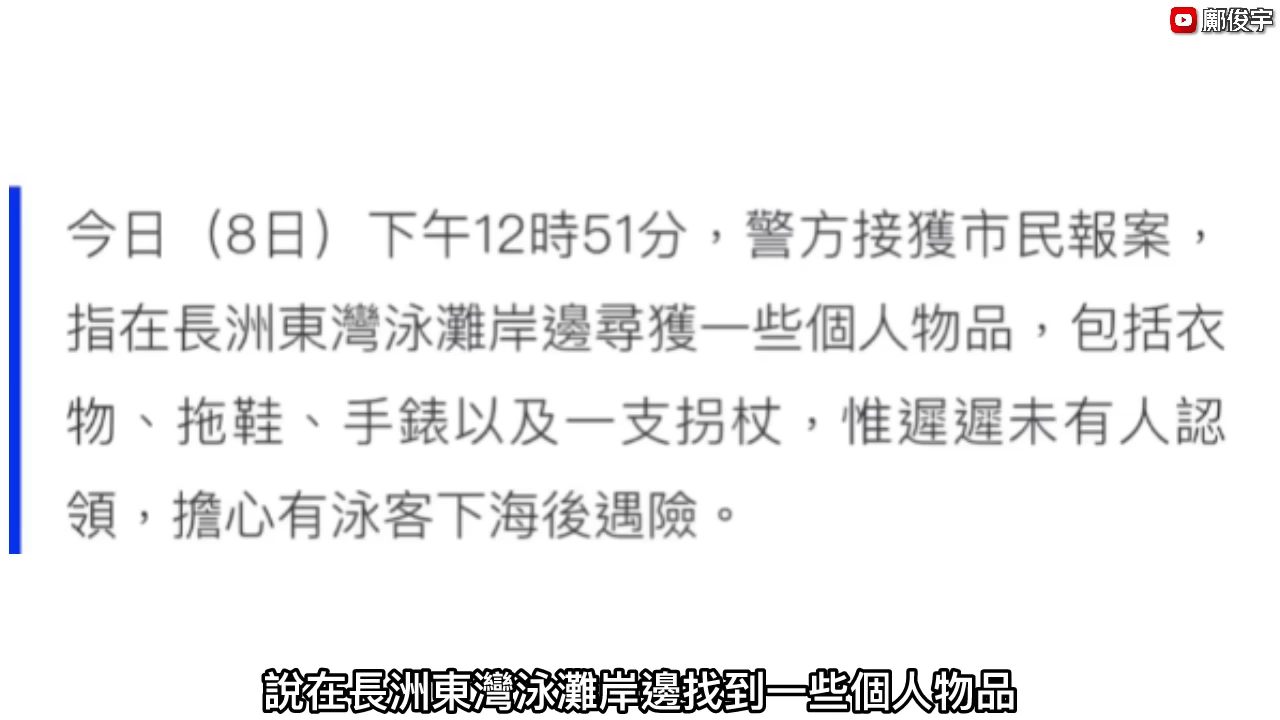 鄺俊宇
今日（8日）下午12時51分，警方接獲市民報案，
指在長洲東灣泳灘岸邊尋獲一些個人物品，包括衣
物、拖鞋、手錶以及一支拐杖，惟遲遲未有人認
領，擔心有泳客下海後遇險。
說在長洲東灣泳灘岸邊找到一些個人物品